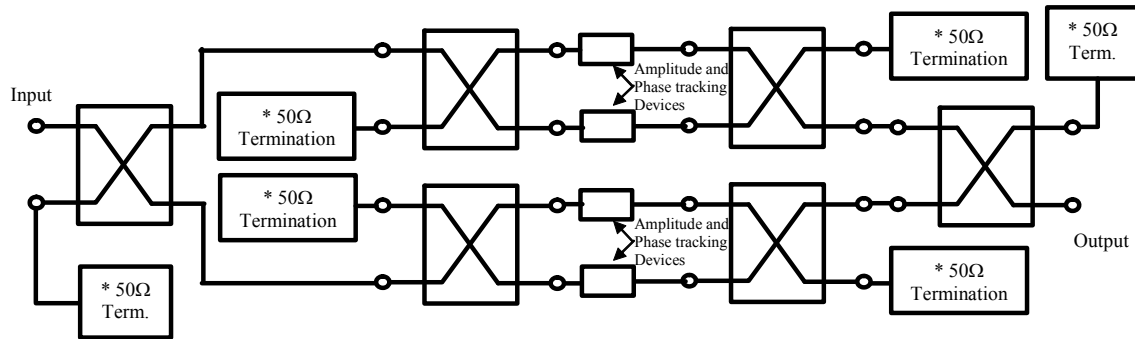 * 50Ω
Termination
* 50Ω
Term.
Input
Amplitude and
Phase tracking
Devices
* 50Ω
Termination
* 50Ω
Termination
Amplitude and
Phase tracking
Devices
Output
* 50Ω
Term.
* 50Ω
Termination